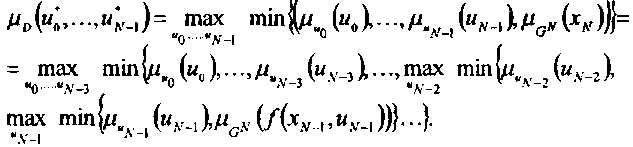 μ_D(u*_0,…,u*_{N-1}) = max_{u_0,…,u_{N-1}} min{(μ_{u_0}(u_0),…,μ_{u_{N-1}}(u_{N-1}), μ_{G^N}(x_N))} =
= max_{u_0,…,u_{N-3}} min{μ_{u_0}(u_0),…,μ_{u_{N-3}}(u_{N-3}),…, max_{u_{N-2}} min{μ_{u_{N-2}}(u_{N-2}),
max_{u_{N-1}} min{μ_{u_{N-1}}(u_{N-1}), μ_{G^N}(f(x_{N-1}, u_{N-1}))}…}.